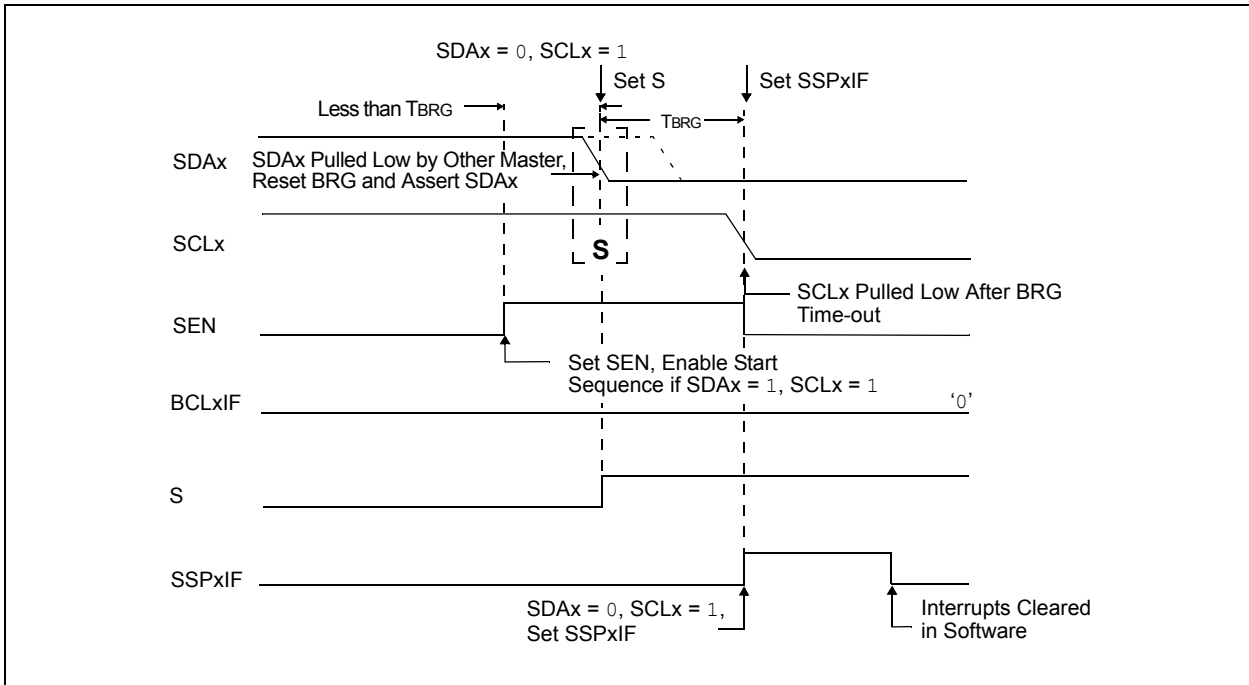 SDAx = 0, SCLx = 1
Set S
Set SSPxIF
Less than TBRG
TBRG
SDAx
SDAx Pulled Low by Other Master,
Reset BRG and Assert SDAx
SCLx
S
SCLx Pulled Low After BRG
Time-out
SEN
Set SEN, Enable Start
Sequence if SDAx = 1, SCLx = 1
BCLxIF
‘0’
S
SSPxIF
SDAx = 0, SCLx = 1,
Set SSPxIF
Interrupts Cleared
in Software